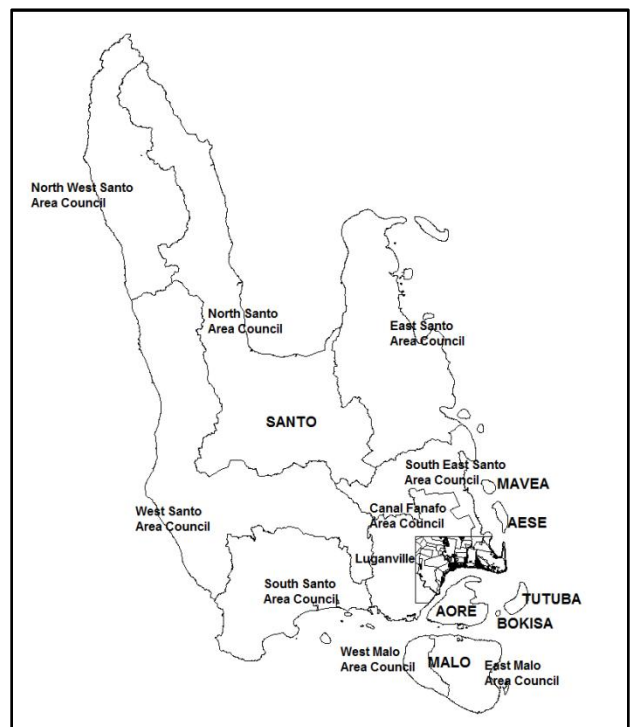 North West Santo
Area Council
North Santo
Area Council
East Santo
Area Council
SANTO
South East Santo
Area Council
MAVEA
Canal Fanafo
Area Council
West Santo
Area Council
AESE
Luganville
South Santo
Area Council
TUTUBA
AORE
BOKISA
West Malo
Area Council
MALO
East Malo
Area Council